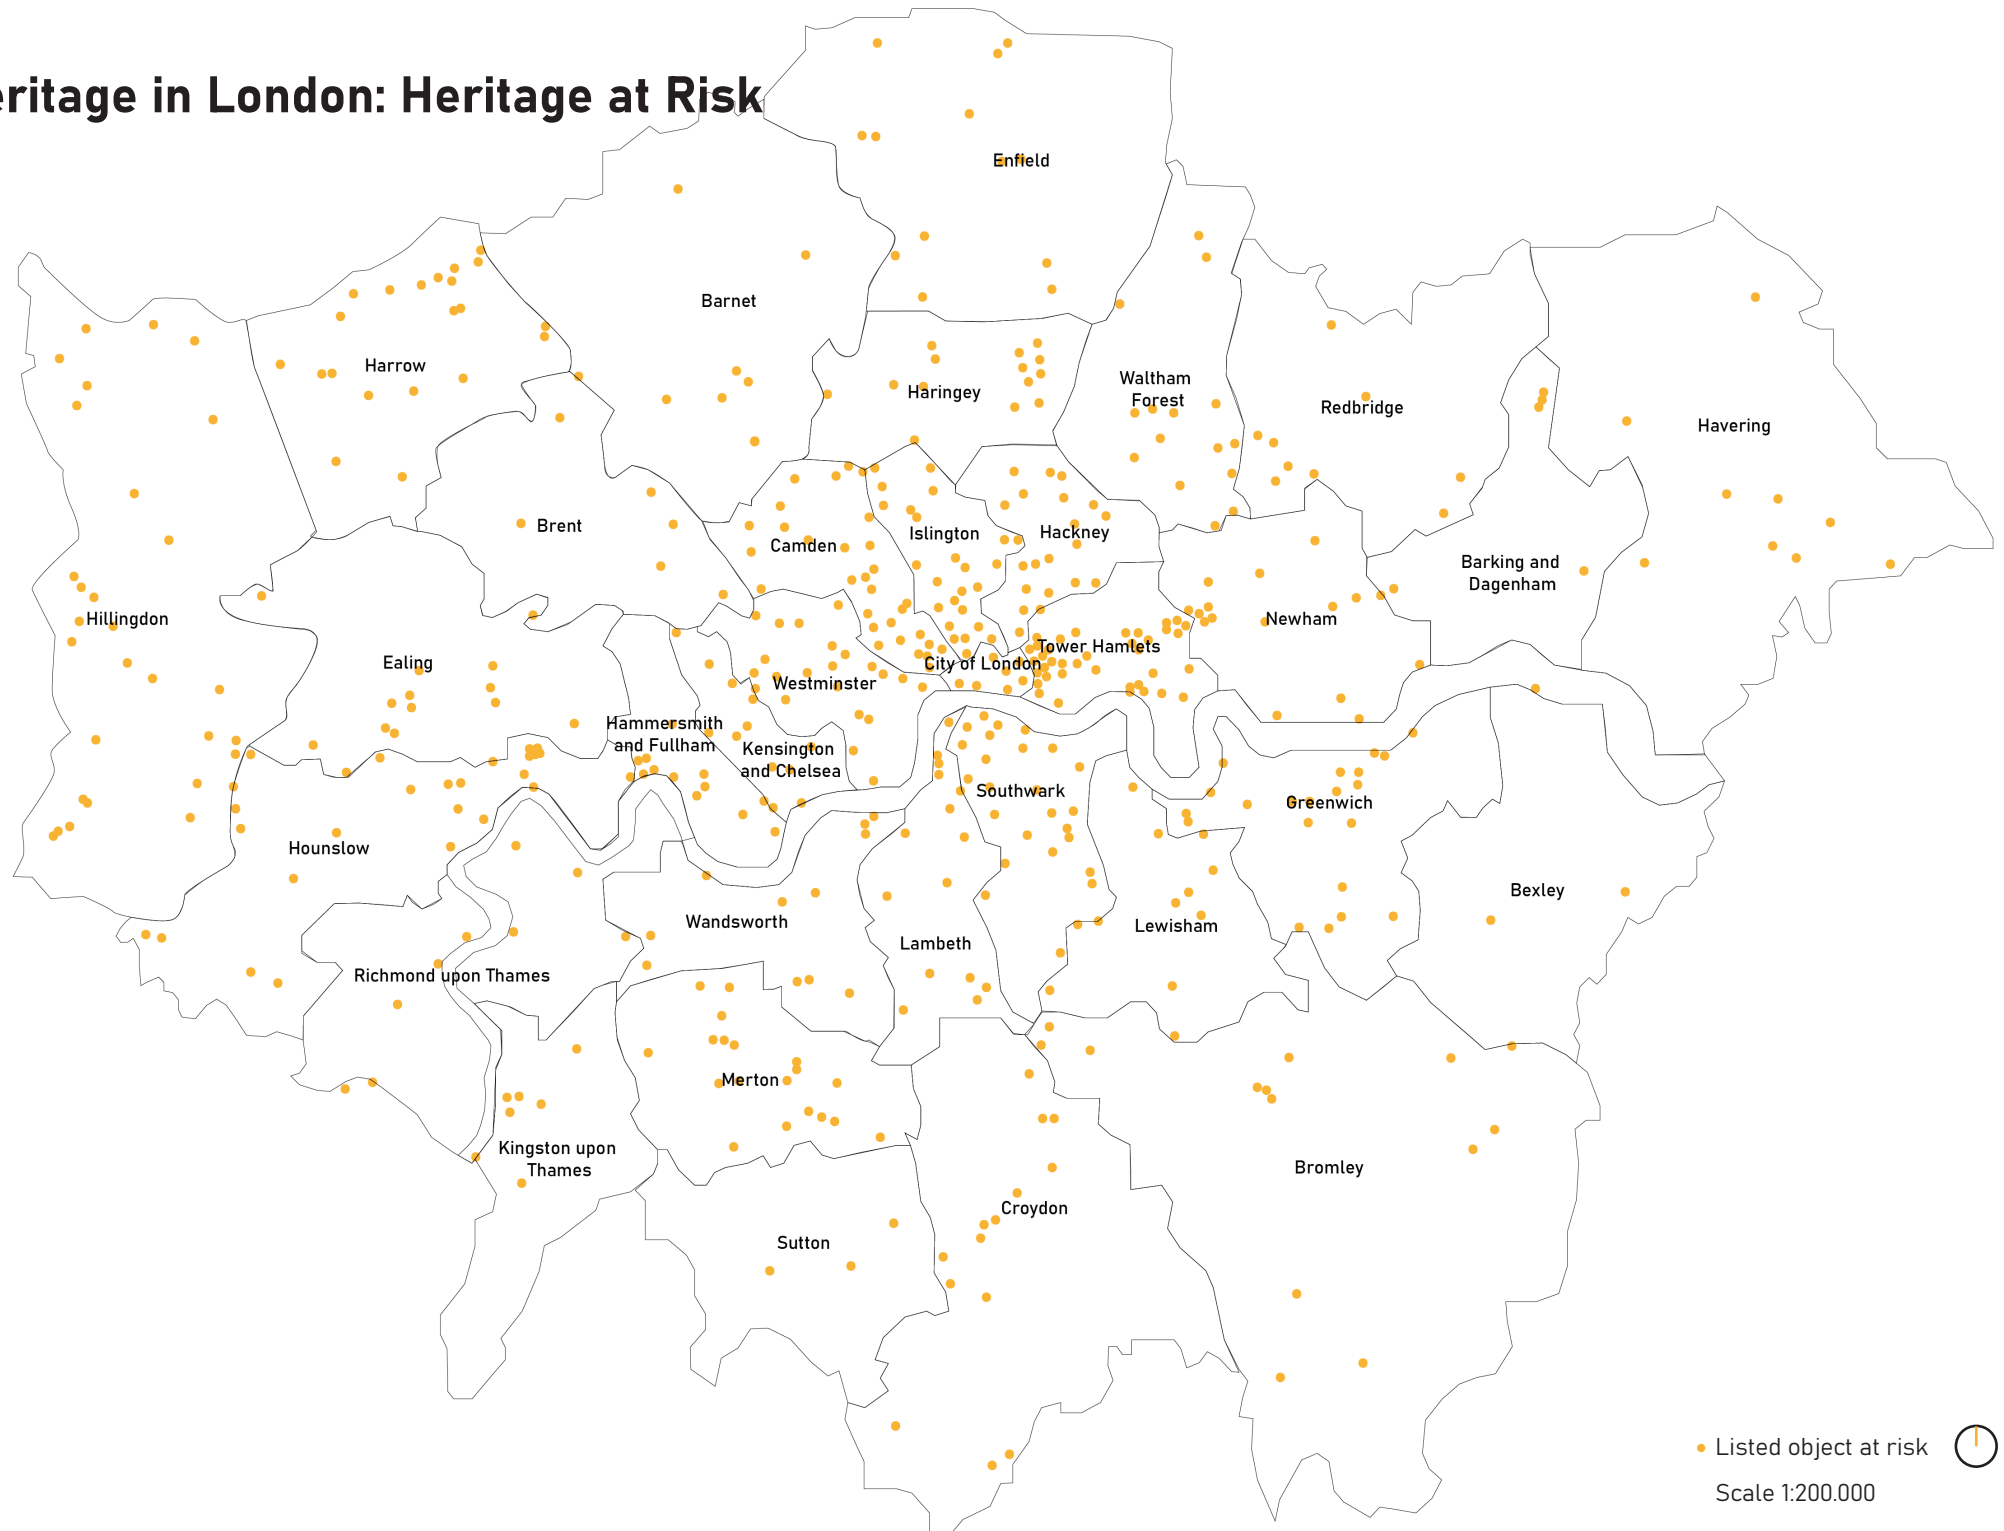 eritage in London: Heritage at Risk
Enfield
Barnet
Harrow
Haringey
Waltham
Forest
Redbridge
Havering
Brent
Camden
Islington
Hackney
Barking and
Dagenham
Hillingdon
Newham
Ealing
Tower Hamlets
City of London
Westminster
Hammersmith
and Fullham
Kensington
and Chelsea
Southwark
Greenwich
Hounslow
Bexley
Wandsworth
Lambeth
Lewisham
Richmond upon Thames
Merton
Kingston upon
Thames
Bromley
Croydon
Sutton
Listed object at risk
Scale 1:200.000